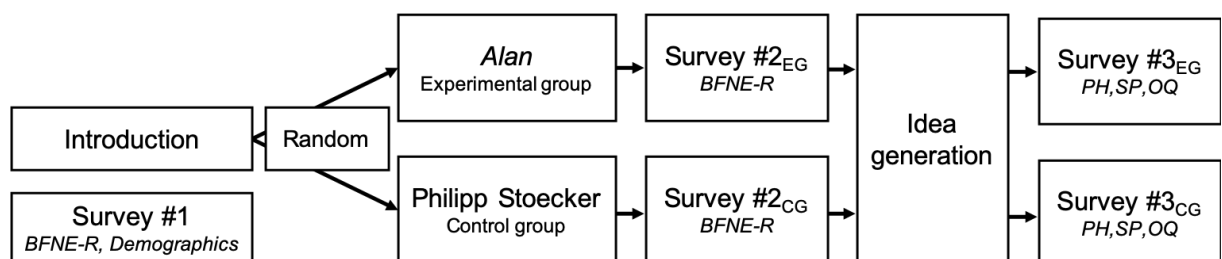 Introduction
Survey #1
BFNE-R, Demographics
Random
Alan
Experimental group
Philipp Stoecker
Control group
Survey #2EG
BFNE-R
Survey #2CG
BFNE-R
Idea
generation
Survey #3EG
PH,SP,OQ
Survey #3CG
PH,SP,OQ